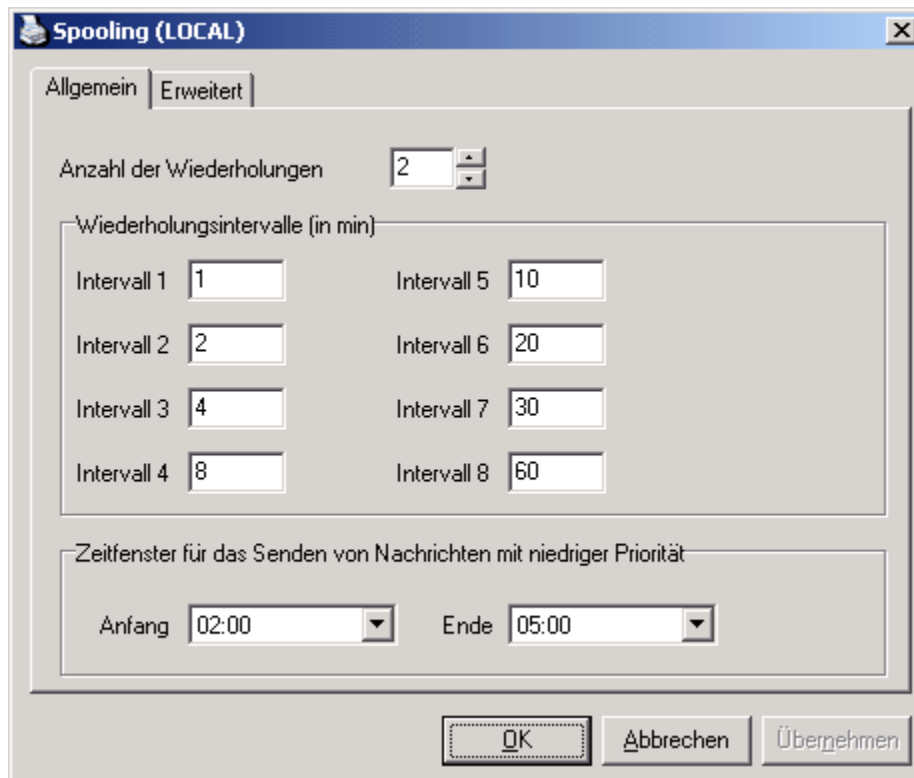 Spooling (LOCAL)
Allgemein Erweitert
Anzahl der Wiederholungen 2
Wiederholungsintervalle (in min)
Intervall 1 1 Intervall 5 10
Intervall 2 2 Intervall 6 20
Intervall 3 4 Intervall 7 30
Intervall 4 8 Intervall 8 60
Zeitfenster für das Senden von Nachrichten mit niedriger Priorität
Anfang 02:00 Ende 05:00
OK Abbrechen Übernehmen